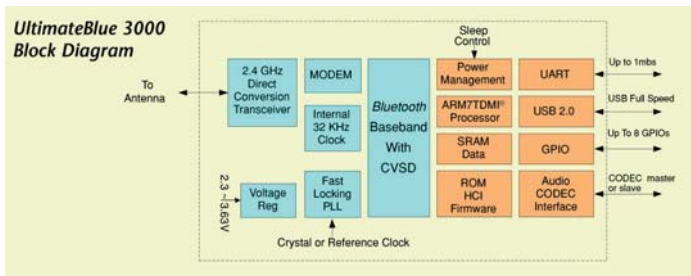 UltimateBlue 3000
Block Diagram
Sleep
Control
To
Antenna
2.4 GHz
Direct
Conversion
Transceiver
MODEM
Internal
32 KHz
Clock
Bluetooth
Baseband
With
CVSD
Power
Management
UART
Up to 1mbs
ARM7TDMI®
Processor
USB 2.0
USB Full Speed
SRAM
Data
GPIO
Up To 8 GPIOs
2.3~3.63V
Voltage
Reg
Fast
Locking
PLL
ROM
HCI
Firmware
Audio
CODEC
Interface
CODEC master
or slave
Crystal or Reference Clock